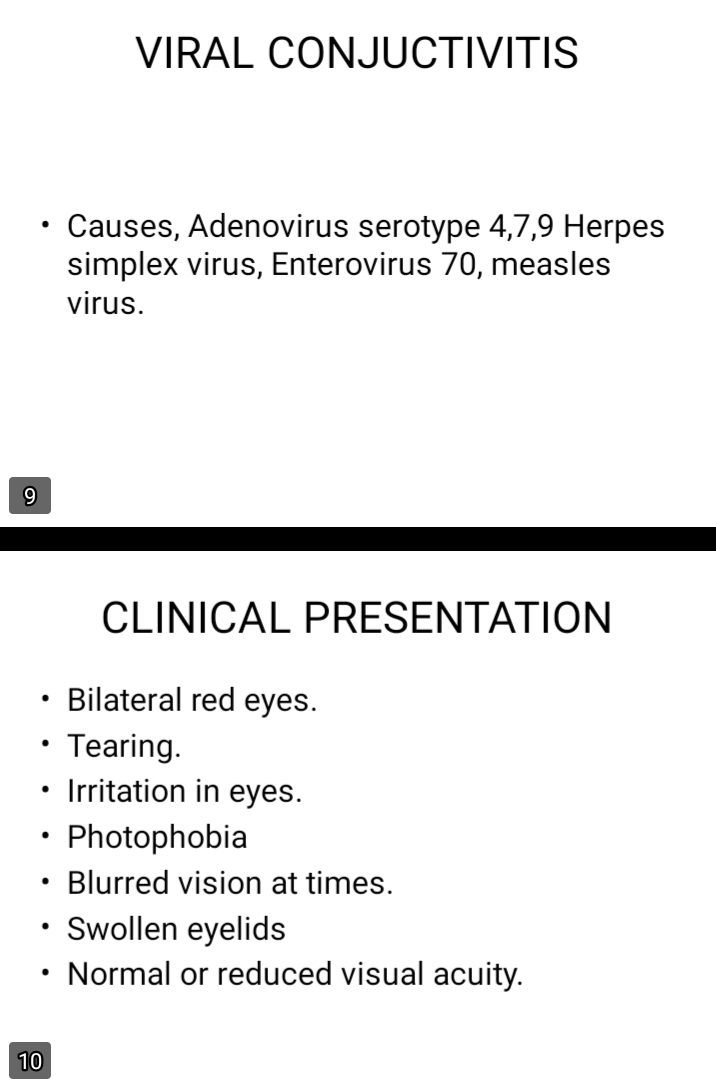 VIRAL CONJUCTIVITIS
• Causes, Adenovirus serotype 4,7,9 Herpes
simplex virus, Enterovirus 70, measles
virus.
9
CLINICAL PRESENTATION
• Bilateral red eyes.
• Tearing.
• Irritation in eyes.
• Photophobia
• Blurred vision at times.
• Swollen eyelids
• Normal or reduced visual acuity.
10